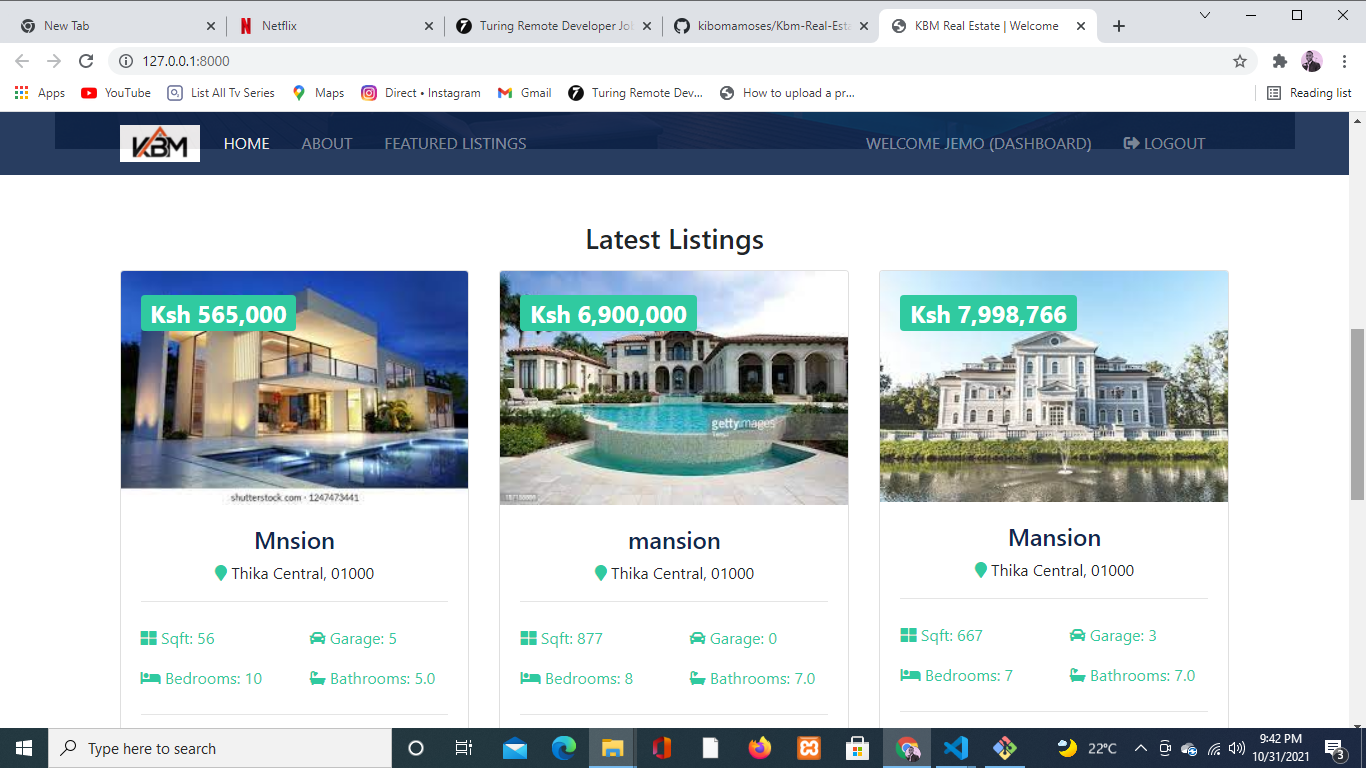 New Tab
Netflix
Turing Remote Developer Jo
kibomamoses/Kbm-Real-Est
KBM Real Estate | Welcome
127.0.0.1:8000
Apps
YouTube
List All Tv Series
Maps
Direct • Instagram
Gmail
Turing Remote Dev...
How to upload a pr...
Reading list
KBM
HOME
ABOUT
FEATURED LISTINGS
WELCOME JEMO (DASHBOARD)
LOGOUT
Latest Listings
Ksh 565,000
shutterstock.com · 1247473441
Mnsion
Thika Central, 01000
Sqft: 56
Garage: 5
Bedrooms: 10
Bathrooms: 5.0
Ksh 6,900,000
gettyimages
mansion
Thika Central, 01000
Sqft: 877
Garage: 0
Bedrooms: 8
Bathrooms: 7.0
Ksh 7,998,766
Mansion
Thika Central, 01000
Sqft: 667
Garage: 3
Bedrooms: 7
Bathrooms: 7.0
Type here to search
22°C
9:42 PM
10/31/2021
3